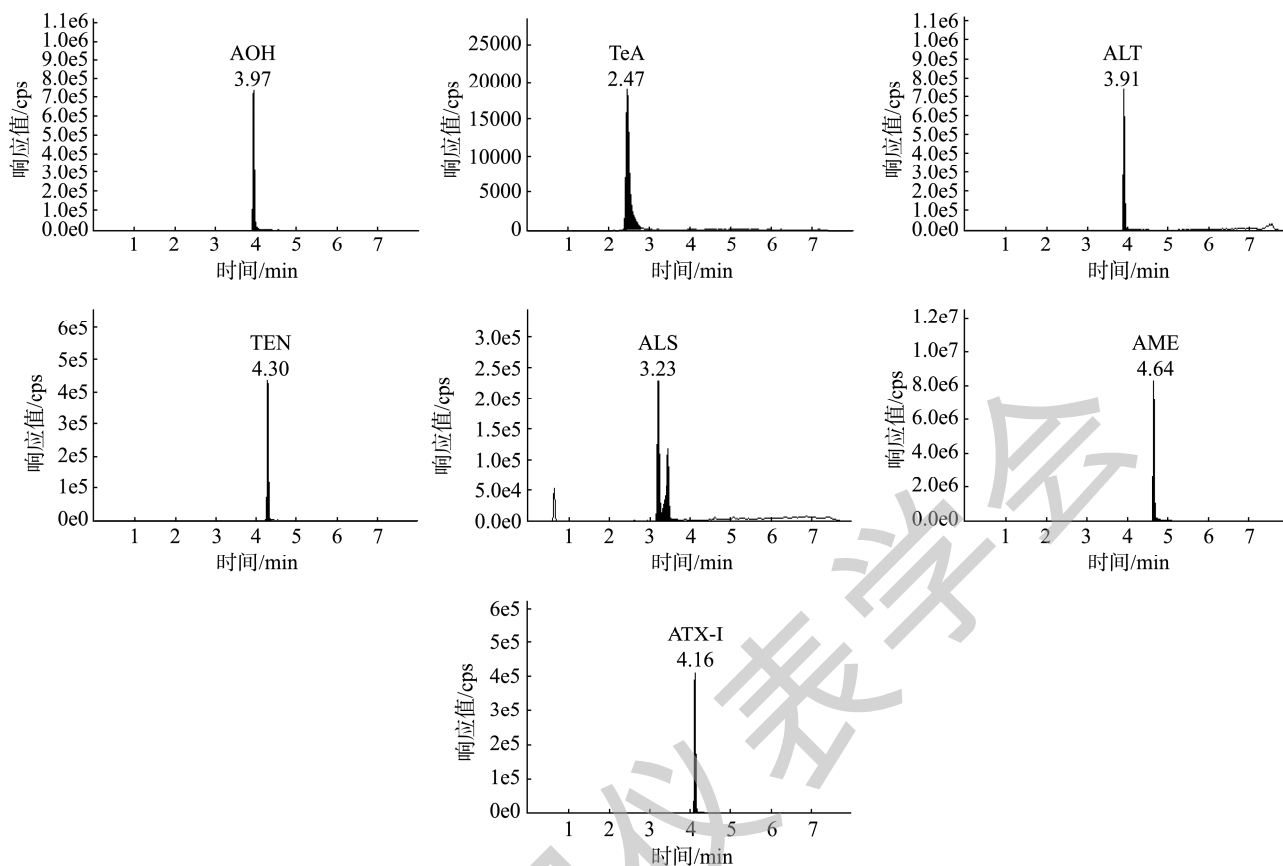 AOH
3.97
1.1e6
1.0e6
9.0e5
8.0e5
7.0e5
6.0e5
5.0e5
4.0e5
3.0e5
2.0e5
1.0e5
0.0e0
响应值/cps
1 2 3 4 5 6 7
时间/min
TeA
2.47
25000
20000
15000
10000
5000
0
响应值/cps
1 2 3 4 5 6 7
时间/min
ALT
3.91
1.1e6
1.0e6
9.0e5
8.0e5
7.0e5
6.0e5
5.0e5
4.0e5
3.0e5
2.0e5
1.0e5
0.0e0
响应值/cps
1 2 3 4 5 6 7
时间/min
TEN
4.30
6e5
5e5
4e5
3e5
2e5
1e5
0e0
响应值/cps
1 2 3 4 5 6 7
时间/min
ALS
3.23
3.0e5
2.5e5
2.0e5
1.5e5
1.0e5
5.0e4
0.0e0
响应值/cps
1 2 3 4 5 6 7
时间/min
AME
4.64
1.2e7
1.0e7
8.0e6
6.0e6
4.0e6
2.0e6
0.0e0
响应值/cps
1 2 3 4 5 6 7
时间/min
ATX-I
4.16
6e5
5e5
4e5
3e5
2e5
1e5
0e0
响应值/cps
1 2 3 4 5 6 7
时间/min
仪表学会